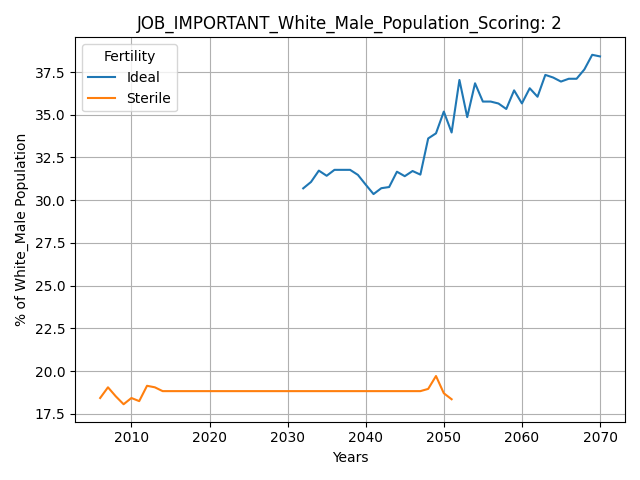 JOB_IMPORTANT_White_Male_Population_Scoring: 2
Fertility
Ideal
Sterile
% of White_Male Population
37.5
35.0
32.5
30.0
27.5
25.0
22.5
20.0
17.5
2010 2020 2030 2040 2050 2060 2070
Years